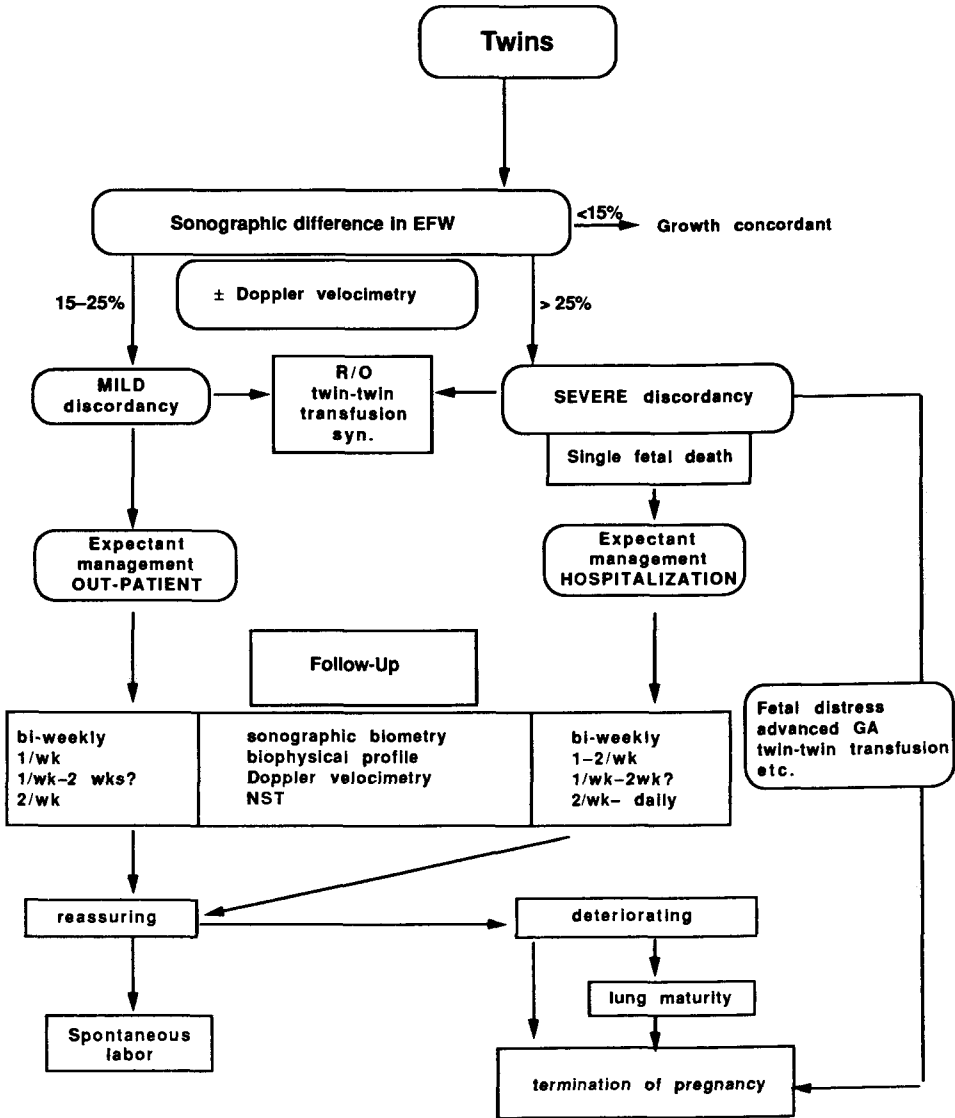 Twins
Sonographic difference in EFW
<15%
Growth concordant
± Doppler velocimetry
15–25%
> 25%
MILD
discordancy
R/O
twin-twin
transfusion
syn.
SEVERE discordancy
Single fetal death
Expectant
management
OUT-PATIENT
Expectant
management
HOSPITALIZATION
Follow-Up
bi-weekly
1/wk
1/wk–2 wks?
2/wk
sonographic biometry
biophysical profile
Doppler velocimetry
NST
bi-weekly
1–2/wk
1/wk–2wk?
2/wk– daily
Fetal distress
advanced GA
twin-twin transfusion
etc.
reassuring
deteriorating
lung maturity
Spontaneous
labor
termination of pregnancy